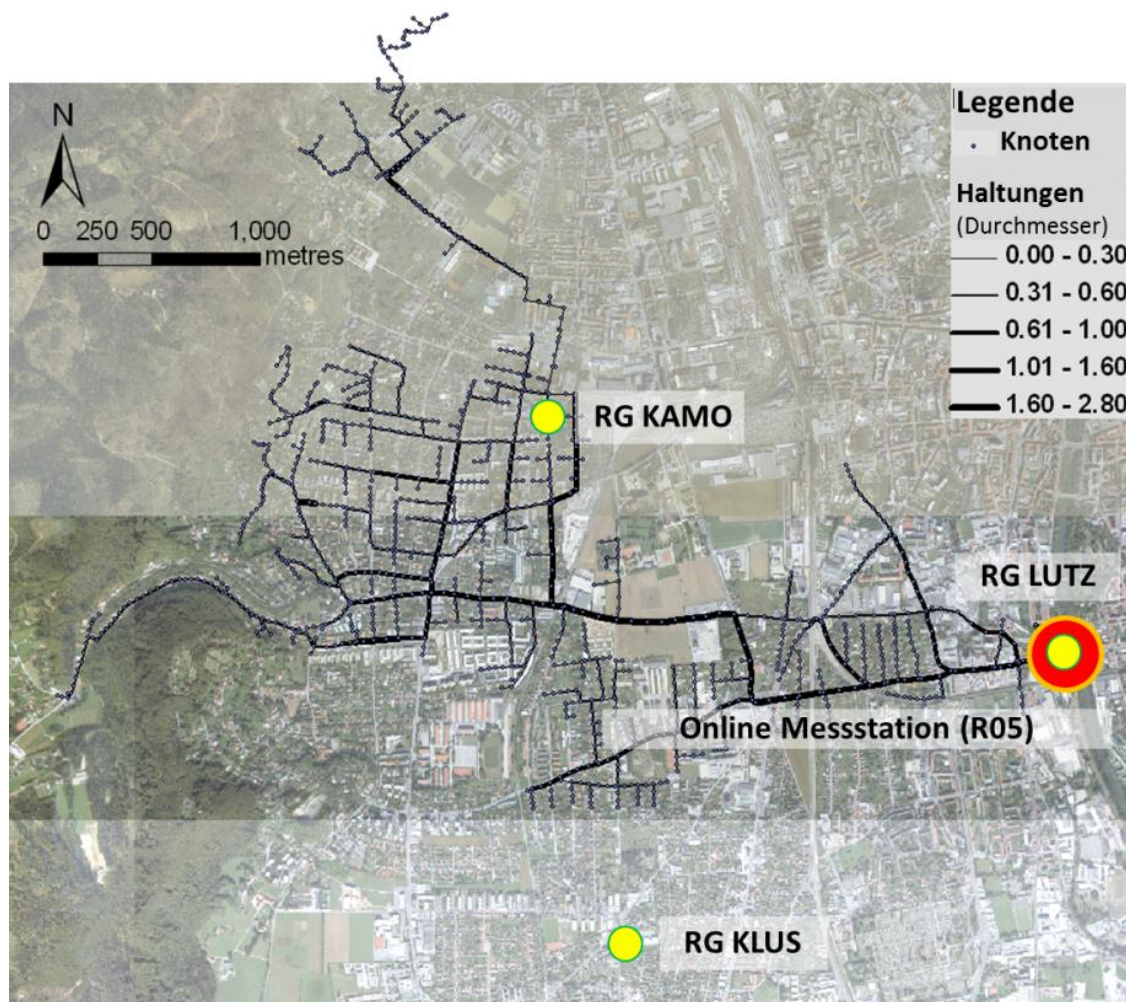 N
0 250 500 1,000
metres
Legende
Knoten
Haltungen
(Durchmesser)
0.00 - 0.30
0.31 - 0.60
0.61 - 1.00
1.01 - 1.60
1.60 - 2.80
RG KAMO
RG LUTZ
Online Messstation (R05)
RG KLUS